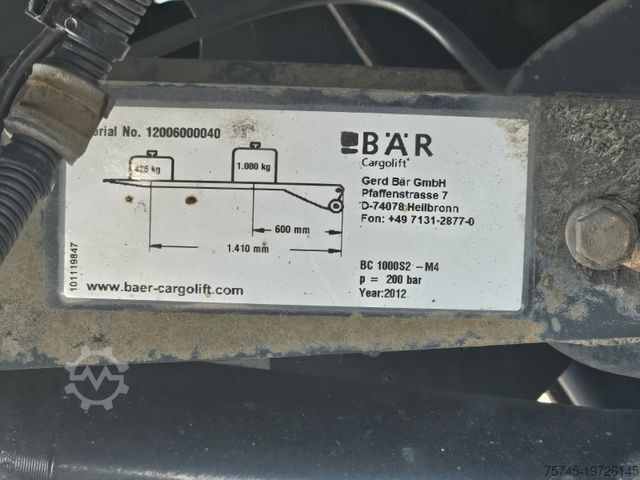 erial No. 12006000040
425 kg
1.000 kg
600 mm
1.410 mm
101119847
www.baer-cargolift.com
BÄR
Cargolift
Gerd Bär GmbH
Pfaffenstrasse 7
D-74078 Heilbronn
Fon: +49 7131-2877-0
BC 1000S2 -M4
p = 200 bar
Year:2012
75745-19726145